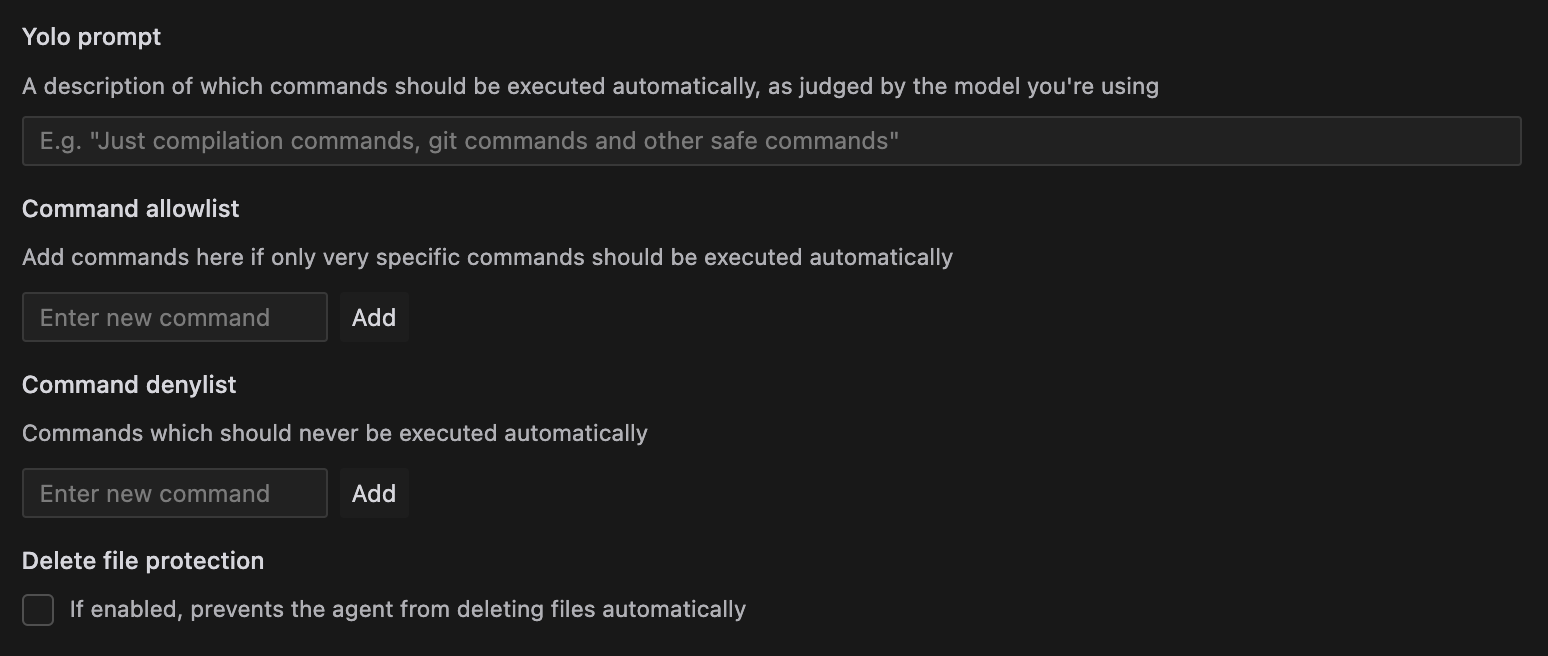 Yolo prompt
A description of which commands should be executed automatically, as judged by the model you're using
E.g. "Just compilation commands, git commands and other safe commands"
Command allowlist
Add commands here if only very specific commands should be executed automatically
Enter new command Add
Command denylist
Commands which should never be executed automatically
Enter new command Add
Delete file protection
If enabled, prevents the agent from deleting files automatically